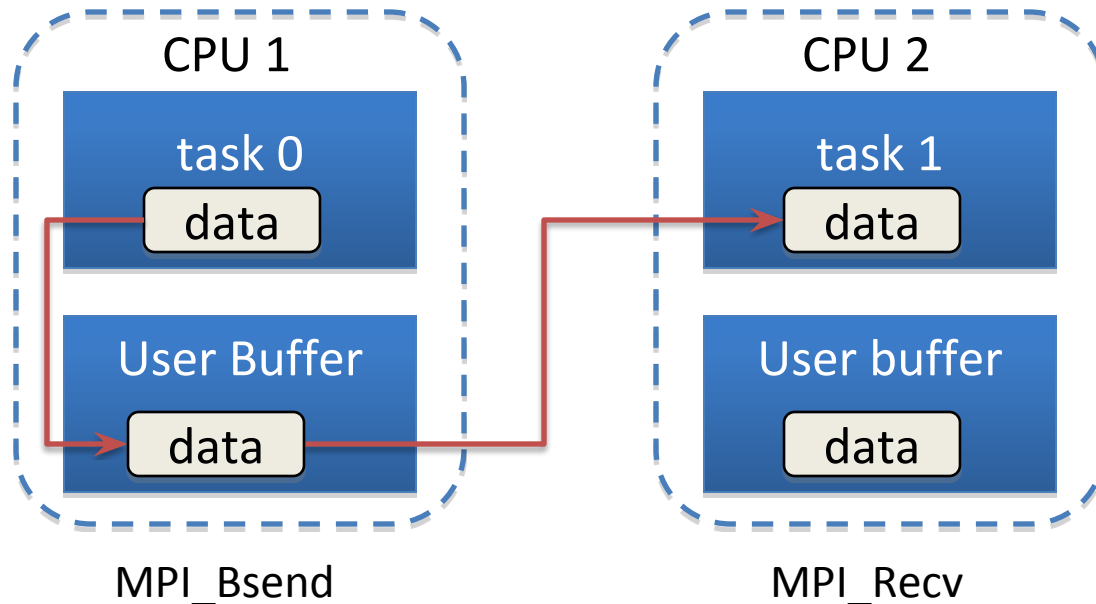 CPU 1
task 0
data
User Buffer
data
MPI_Bsend
CPU 2
task 1
data
User buffer
data
MPI_Recv